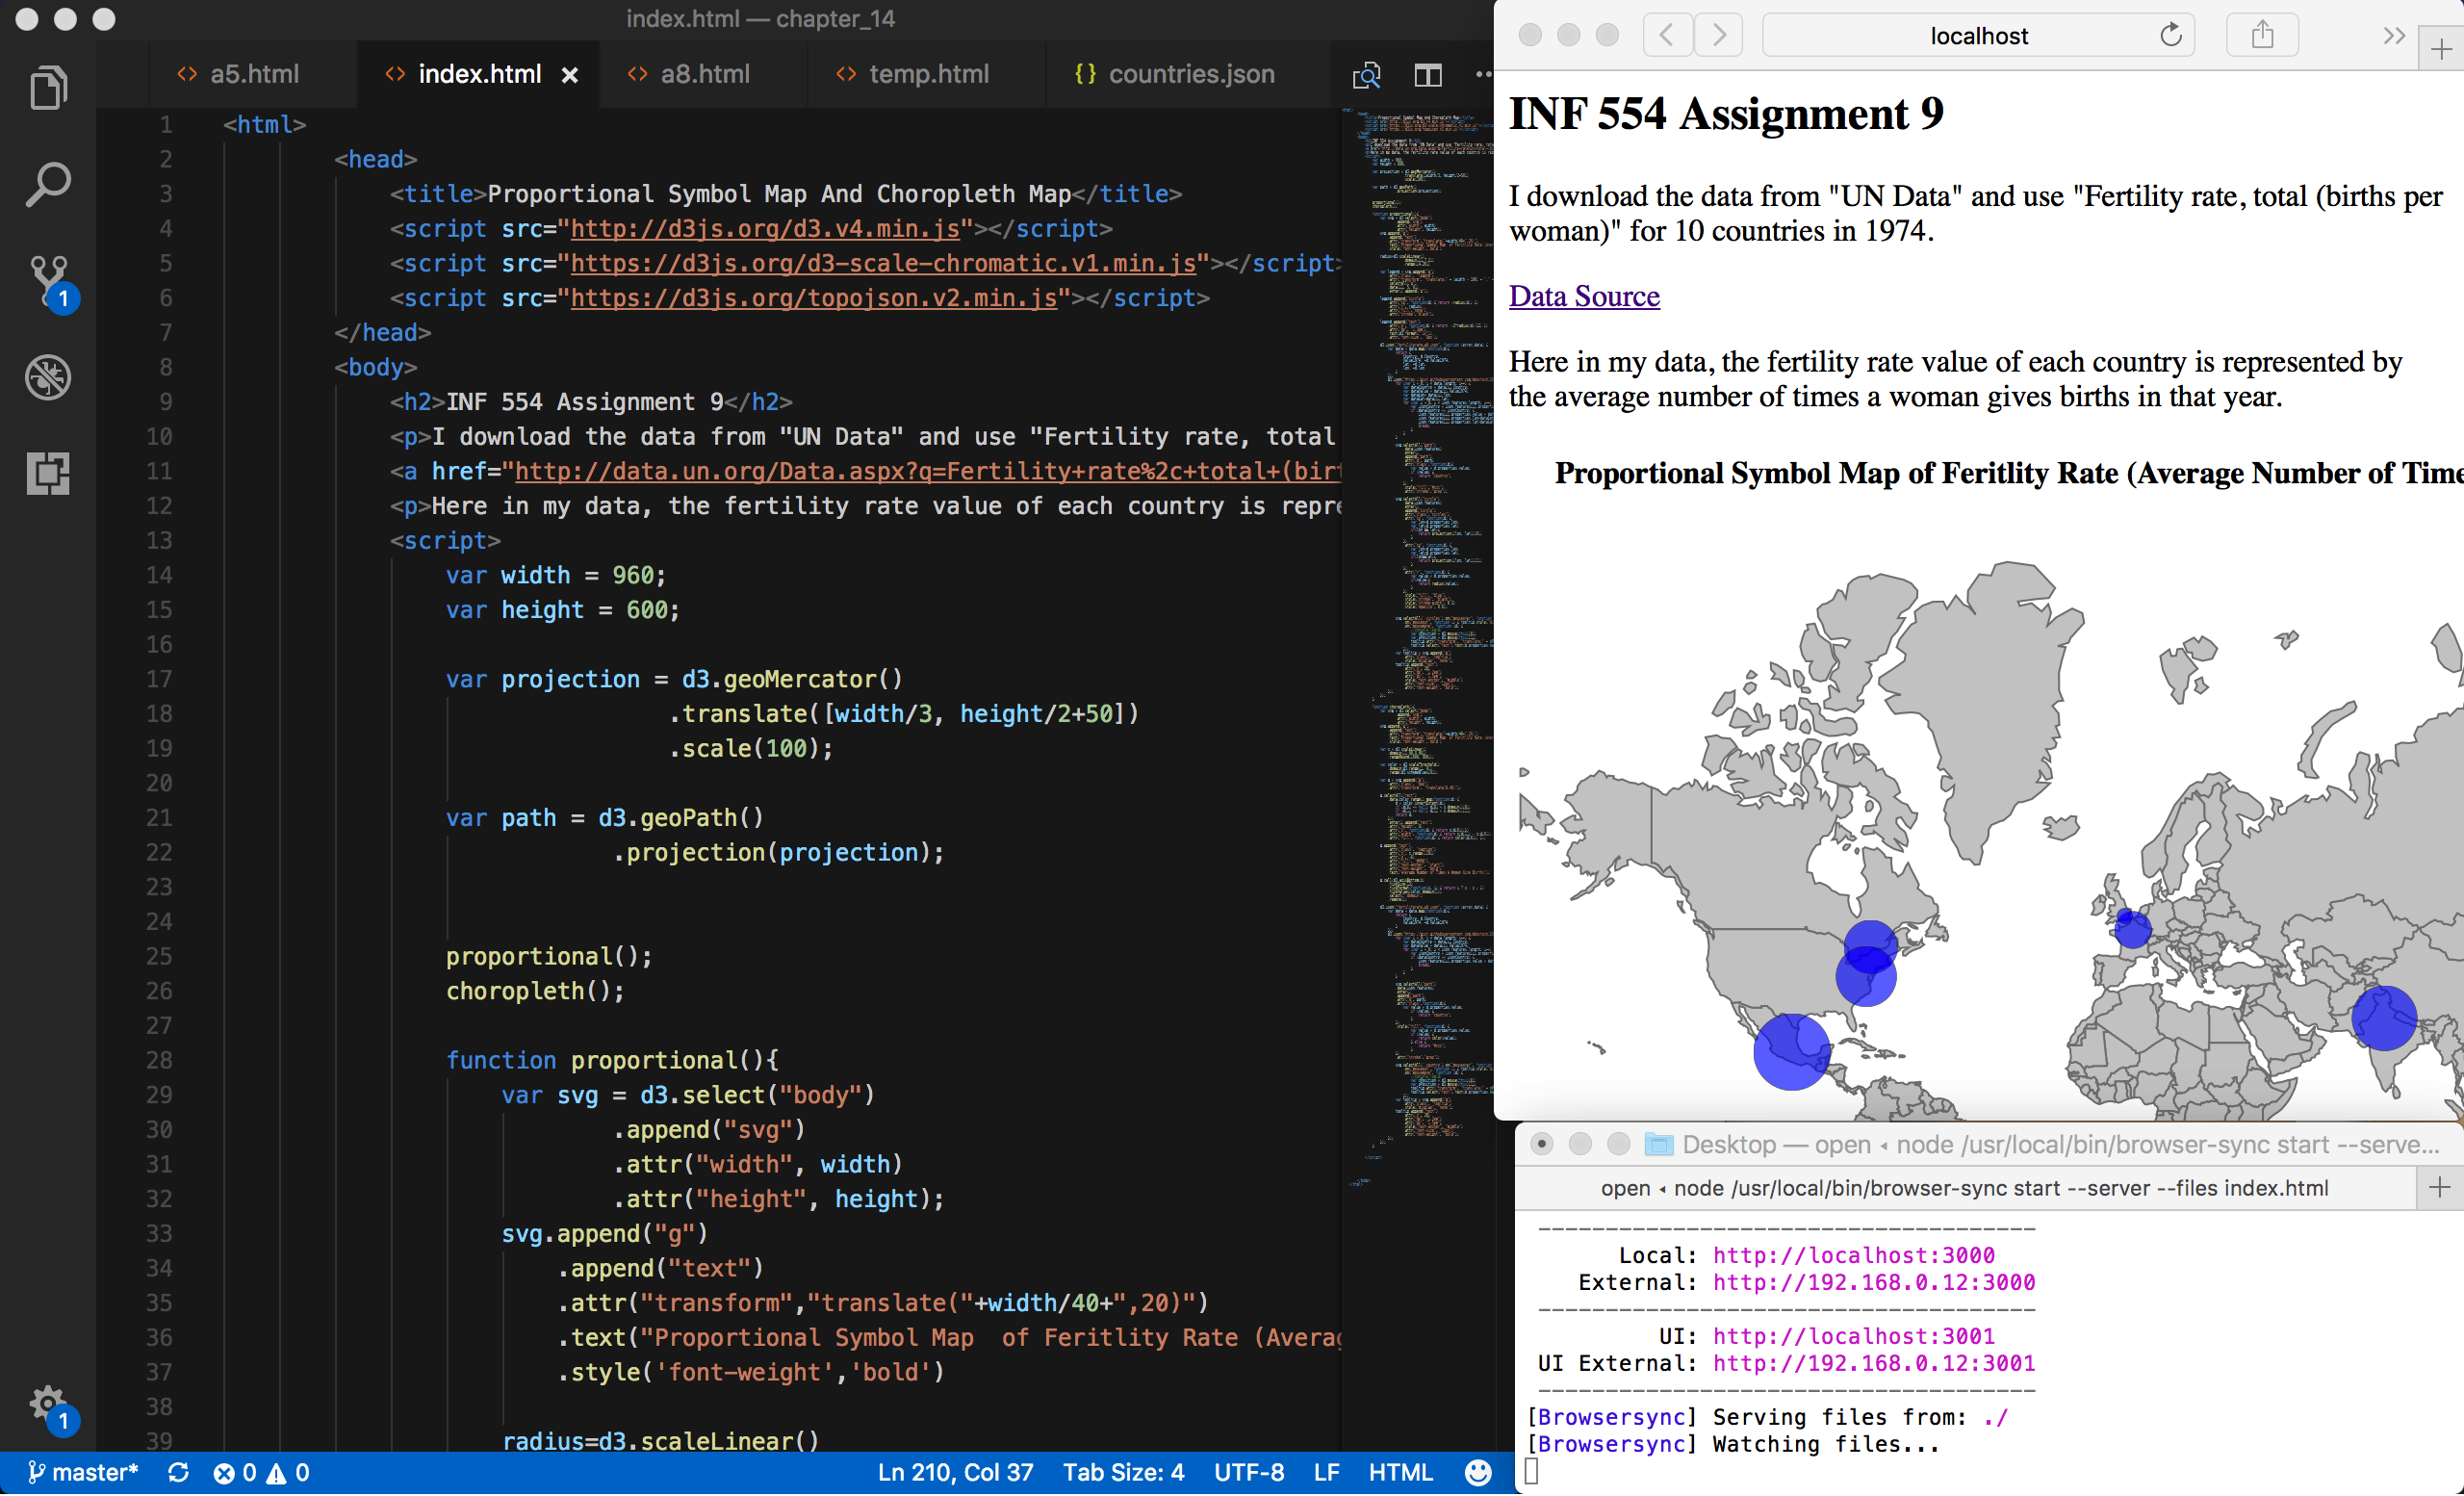 index.html — chapter_14
a5.html
index.html
a8.html
temp.html
countries.json
1 <html>
2 <head>
3 <title>Proportional Symbol Map And Choropleth Map</title>
4 <script src="http://d3js.org/d3.v4.min.js"></script>
5 <script src="https://d3js.org/d3-scale-chromatic.v1.min.js"></script>
6 <script src="https://d3js.org/topojson.v2.min.js"></script>
7 </head>
8 <body>
9 <h2>INF 554 Assignment 9</h2>
10 <p>I download the data from "UN Data" and use "Fertility rate, total
11 <a href="http://data.un.org/Data.aspx?q=Fertility+rate%2c+total+(birt
12 <p>Here in my data, the fertility rate value of each country is repre
13 <script>
14 var width = 960;
15 var height = 600;
16
17 var projection = d3.geoMercator()
18 .translate([width/3, height/2+50])
19 .scale(100);
20
21 var path = d3.geoPath()
22 .projection(projection);
23
24
25 proportional();
26 choropleth();
27
28 function proportional(){
29 var svg = d3.select("body")
30 .append("svg")
31 .attr("width", width)
32 .attr("height", height);
33 svg.append("g")
34 .append("text")
35 .attr("transform","translate("+width/40+",20)")
36 .text("Proportional Symbol Map  of Feritlity Rate (Averag
37 .style('font-weight','bold')
38
39 radius=d3.scaleLinear()
1
1
master* 0 0
Ln 210, Col 37 Tab Size: 4 UTF-8 LF HTML
localhost
INF 554 Assignment 9
I download the data from "UN Data" and use "Fertility rate, total (births per
woman)" for 10 countries in 1974.
Data Source
Here in my data, the fertility rate value of each country is represented by
the average number of times a woman gives births in that year.
Proportional Symbol Map of Feritlity Rate (Average Number of Time
Desktop — open ◂ node /usr/local/bin/browser-sync start --serve...
open ◂ node /usr/local/bin/browser-sync start --server --files index.html
-------------------------------------
Local: http://localhost:3000
External: http://192.168.0.12:3000
-------------------------------------
UI: http://localhost:3001
UI External: http://192.168.0.12:3001
-------------------------------------
[Browsersync] Serving files from: ./
[Browsersync] Watching files...